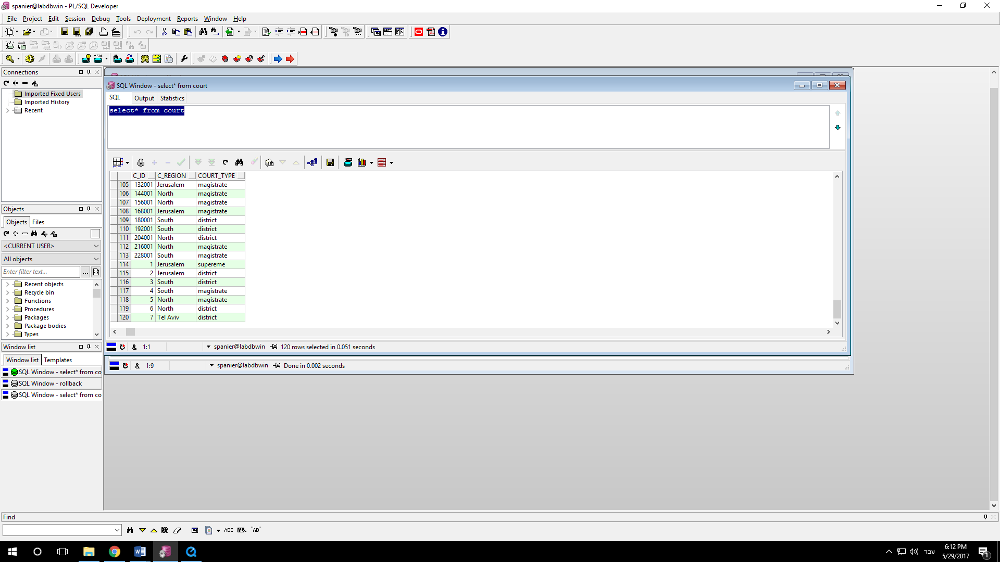 spanier@labdbwin - PL/SQL Developer
File Project Edit Session Debug Tools Deployment Reports Window Help
Connections
Imported Fixed Users
Imported History
Recent
Objects
Objects Files
<CURRENT USER>
All objects
Enter filter text...
Recent objects
Recycle bin
Functions
Procedures
Packages
Package bodies
Types
Window list
Window list Templates
SQL Window - select* from co
SQL Window - rollback
SQL Window - select* from co
SQL Window - select* from court
SQL Output Statistics
select* from court
C_ID C_REGION COURT_TYPE
105 132001 Jerusalem magistrate
106 144001 North magistrate
107 156001 North magistrate
108 168001 Jerusalem magistrate
109 180001 South district
110 192001 South district
111 204001 North district
112 216001 North magistrate
113 228001 South magistrate
114 1 Jerusalem supereme
115 2 Jerusalem district
116 3 South district
117 4 South magistrate
118 5 North magistrate
119 6 North district
120 7 Tel Aviv district
& 1:1 spanier@labdbwin 120 rows selected in 0.051 seconds
& 1:9 spanier@labdbwin Done in 0.002 seconds
Find
ABC "AB"
עבר
6:12 PM
5/29/2017
1